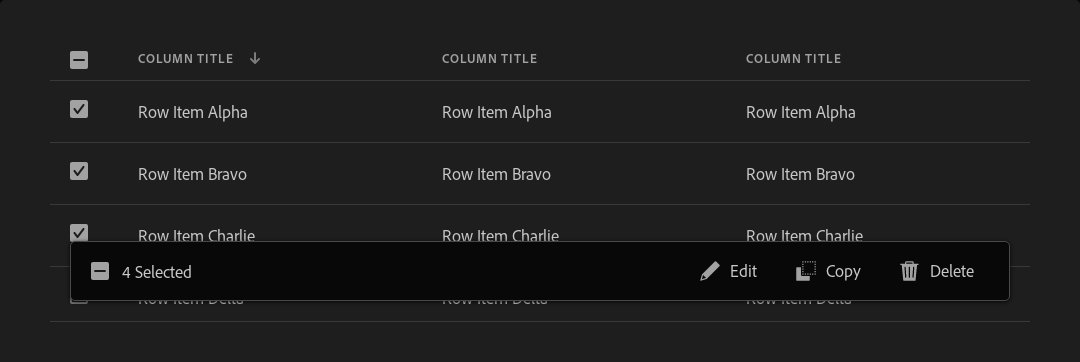 COLUMN TITLE COLUMN TITLE COLUMN TITLE
Row Item Alpha Row Item Alpha Row Item Alpha
Row Item Bravo Row Item Bravo Row Item Bravo
Row Item Charlie Row Item Charlie Row Item Charlie
4 Selected Edit Copy Delete
Row Item Delta Row Item Delta Row Item Delta